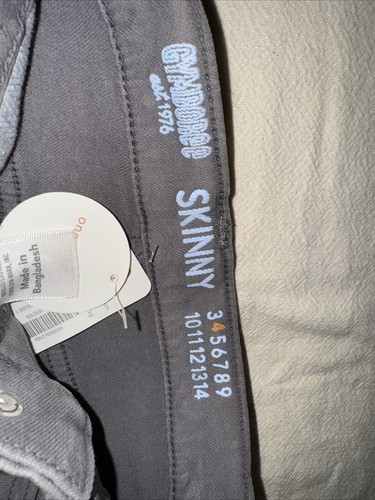 GYMBOREE
est. 1976
SKINNY
3456789
1011121314
Made in
Bangladesh